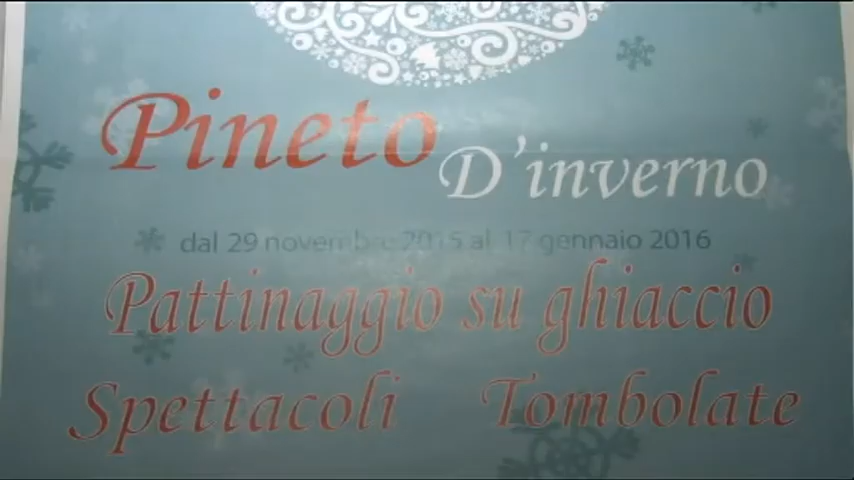 Pineto D'inverno
dal 29 novembre 2015 al 17 gennaio 2016
Pattinaggio su ghiaccio
Spettacoli Tombolate